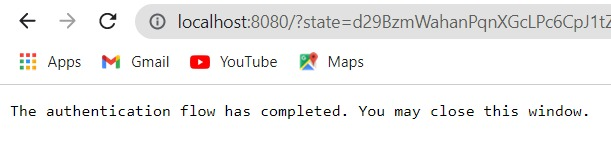 localhost:8080/?state=d29BzmWahanPqnXGcLPc6CpJ1tZ
Apps Gmail YouTube Maps
The authentication flow has completed. You may close this window.